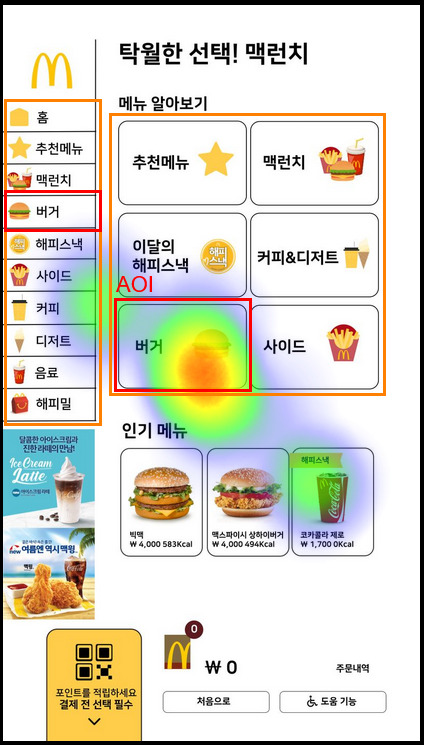 탁월한 선택! 맥런치
메뉴 알아보기
홈
추천메뉴
맥런치
버거
해피스낵
사이드
커피
디저트
음료
해피밀
추천메뉴
맥런치
이달의
해피스낵
해피
스낵
커피&디저트
AOI
버거
사이드
인기 메뉴
빅맥
₩ 4,000 583Kcal
맥스파이시 상하이버거
₩ 4,000 494Kcal
해피스낵
코카콜라 제로
₩ 1,700 0Kcal
달콤한 아이스크림과
진한 라떼의 만남!
Ice Cream
Latte
new 여름엔 역시 맥윙.
포인트를 적립하세요
결제 전 선택 필수
0
₩ 0
주문내역
처음으로
도움 기능